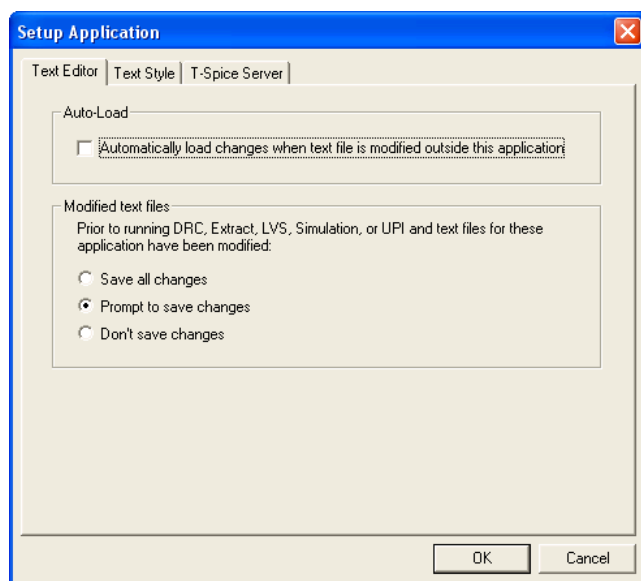 Setup Application
Text Editor Text Style T-Spice Server
Auto-Load
Automatically load changes when text file is modified outside this application
Modified text files
Prior to running DRC, Extract, LVS, Simulation, or UPI and text files for these
application have been modified:
Save all changes
Prompt to save changes
Don't save changes
OK Cancel